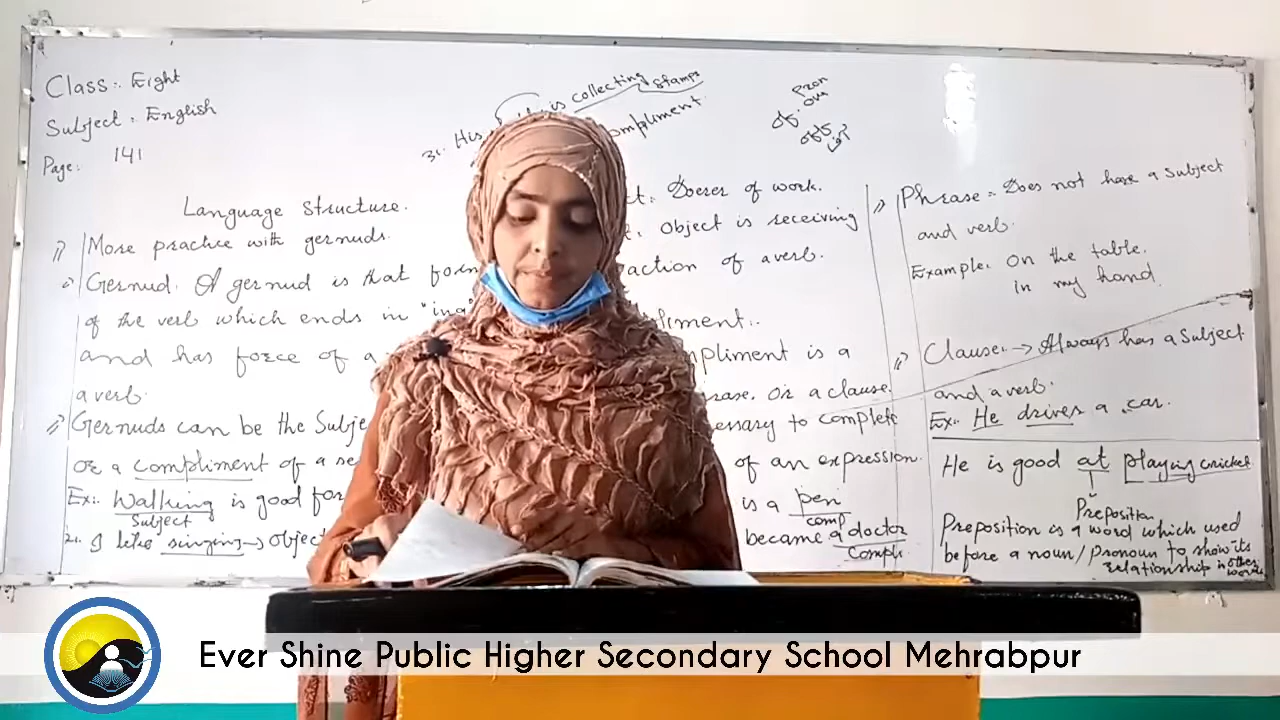 Class:. Eight
Subject: English
Page: 141
3. His is collecting stamps
compliment.
Pron
Language Structure.
More practice with gernuds.
Gernud. A gernud is that form
of the verb which ends in "ing"
and has force of a
a verb.
Gernuds can be the Subje
or a compliment of a se
Ex:. Walking is good for
Subject
2. I like singing → object
ct: Doerer of work.
t. Object is receiving
action of a verb.
pliment:.
mpliment is a
rase. Or a clause
essary to complete
of an expression.
is a pen
comp
became a doctor
Compl.
Phrase = Does not have a Subject
and verb.
Example: On the table.
in my hand.
Clause:. → Always has a Subject
and a verb.
Ex:. He drives a car.
He is good at playing cricket
Preposition
Preposition is a word which used
before a noun/pronoun to show its
relationship in other words
Ever Shine Public Higher Secondary School Mehrabpur